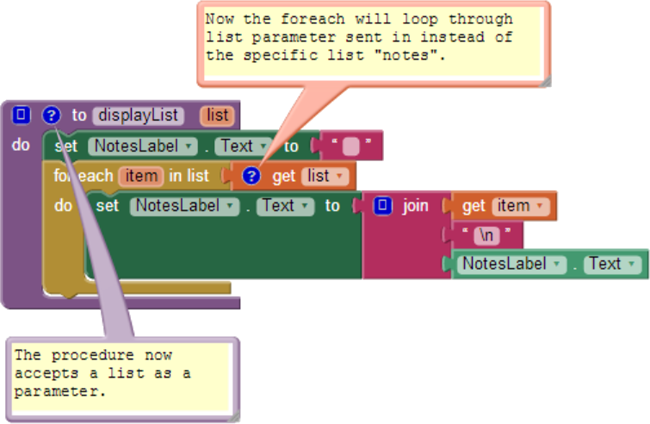 Now the foreach will loop through
list parameter sent in instead of
the specific list "notes".
? to displayList list
do set NotesLabel . Text to " "
for each item in list ? get list
do set NotesLabel . Text to join get item
" \n "
NotesLabel . Text
The procedure now
accepts a list as a
parameter.